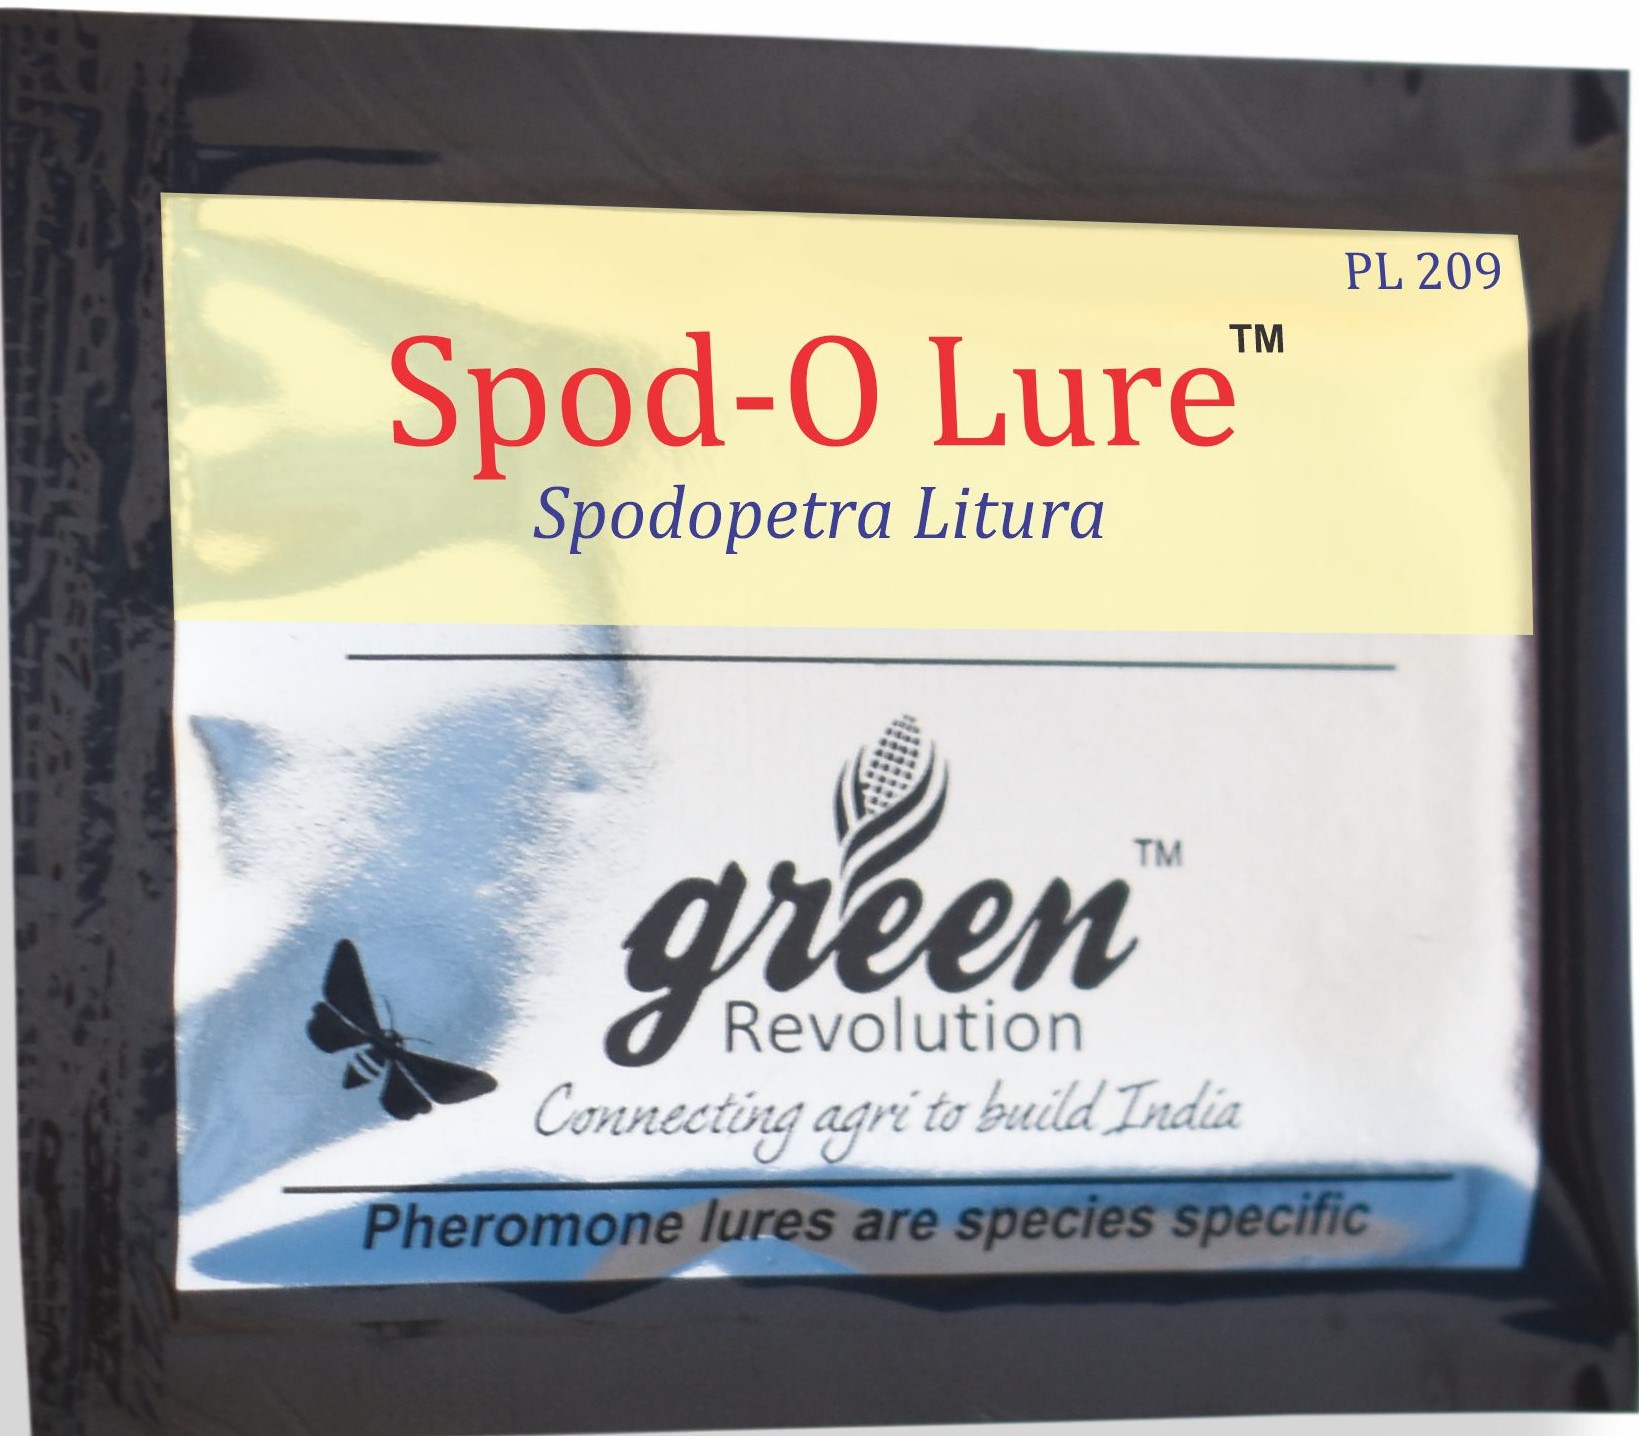 PL 209
Spod-O Lure™
Spodopetra Litura
green™
Revolution
Connecting agri to build India
Pheromone lures are species specific